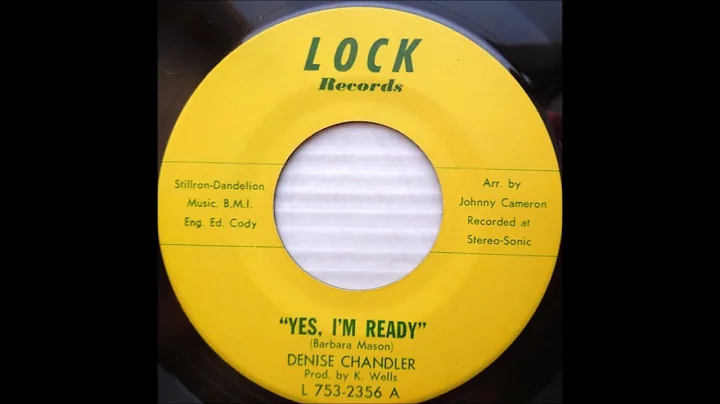 LOCK
Records
Stillron-Dandelion
Music. B.M.I.
Eng. Ed. Cody
Arr. by
Johnny Cameron
Recorded at
Stereo-Sonic
"YES, I'M READY"
(Barbara Mason)
DENISE CHANDLER
Prod. by K. Wells
L 753-2356 A